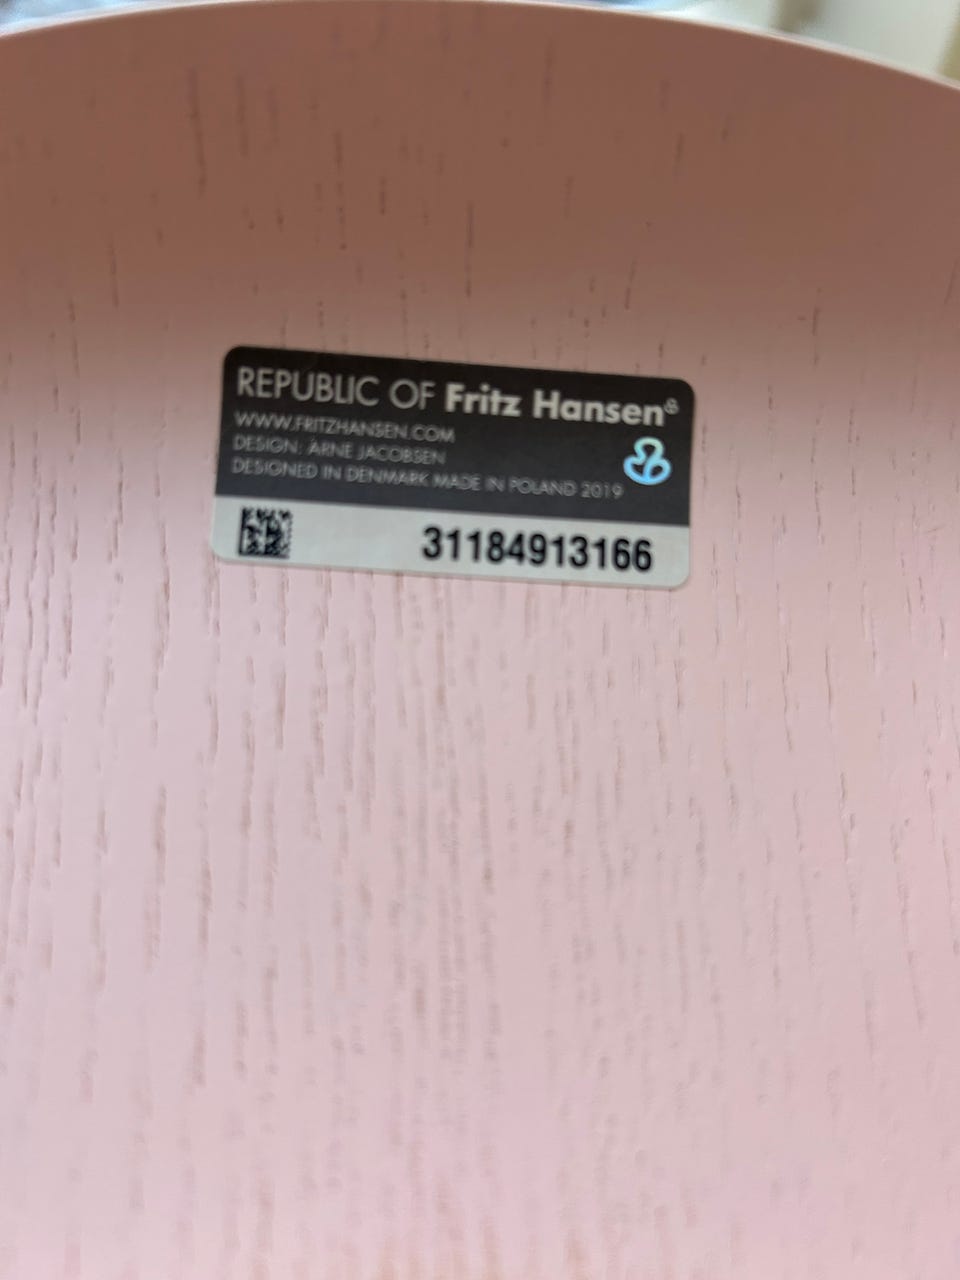 REPUBLIC OF Fritz Hansen®
WWW.FRITZHANSEN.COM
DESIGN: ARNE JACOBSEN
DESIGNED IN DENMARK MADE IN POLAND 2019
31184913166